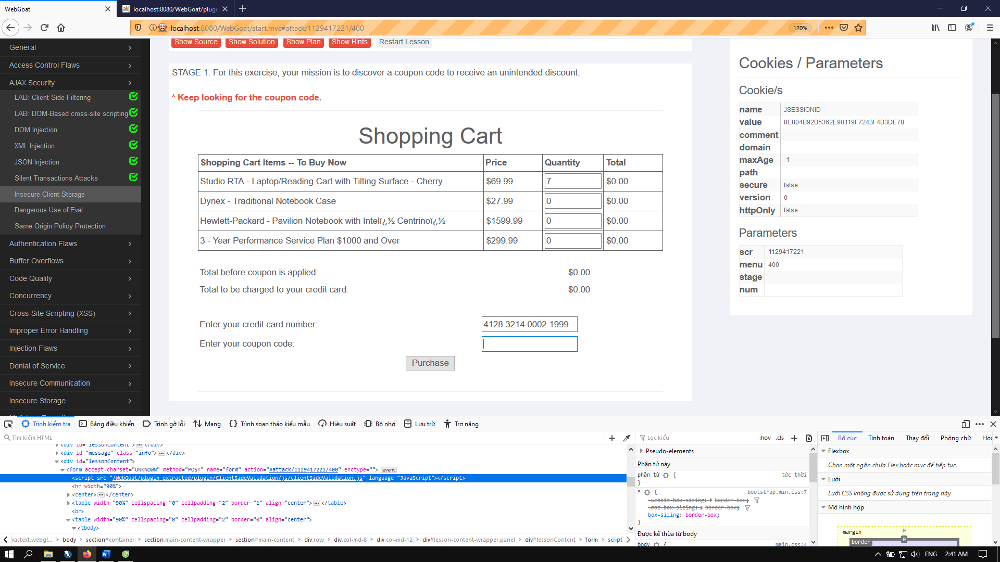 WebGoat
localhost:8080/WebGoat/plugin
localhost:8080/WebGoat/start.mvc#attack/1129417221/400
120%
Show Source Show Solution Show Plan Show Hints Restart Lesson
General
Access Control Flaws
AJAX Security
LAB: Client Side Filtering
LAB: DOM-Based cross-site scripting
DOM Injection
XML Injection
JSON Injection
Silent Transactions Attacks
Insecure Client Storage
Dangerous Use of Eval
Same Origin Policy Protection
Authentication Flaws
Buffer Overflows
Code Quality
Concurrency
Cross-Site Scripting (XSS)
Improper Error Handling
Injection Flaws
Denial of Service
Insecure Communication
Insecure Storage
STAGE 1: For this exercise, your mission is to discover a coupon code to receive an unintended discount.
* Keep looking for the coupon code.
Shopping Cart
Shopping Cart Items -- To Buy Now Price Quantity Total
Studio RTA - Laptop/Reading Cart with Tilting Surface - Cherry $69.99 7 $0.00
Dynex - Traditional Notebook Case $27.99 0 $0.00
Hewlett-Packard - Pavilion Notebook with Intelï¿½ Centrinoï¿½ $1599.99 0 $0.00
3 - Year Performance Service Plan $1000 and Over $299.99 0 $0.00
Total before coupon is applied: $0.00
Total to be charged to your credit card: $0.00
Enter your credit card number: 4128 3214 0002 1999
Enter your coupon code:
Purchase
Cookies / Parameters
Cookie/s
name JSESSIONID
value 8E804B92B5362E90119F7243F4B3DE78
comment
domain
maxAge -1
path
secure false
version 0
httpOnly false
Parameters
scr 1129417221
menu 400
stage
num
Trình kiểm tra Bảng điều khiển Trình gỡ lỗi Mạng Trình soạn thảo kiểu mẫu Hiệu suất Bộ nhớ Lưu trữ Trợ năng
Tìm kiếm HTML
<div id="lessonContent">…</div>
<div id="message" class="info">…</div>
<div id="lessonContent">
<form accept-charset="UNKNOWN" method="POST" name="form" action="#attack/1129417221/400" enctype=""> event
<script src="/WebGoat/plugin_extracted/plugin/ClientSideValidation/js/clientSideValidation.js" language="JavaScript"></script>
<hr width="90%">
<center>…</center>
<table width="90%" cellspacing="0" cellpadding="2" border="1" align="center">…</table>
<br>
<table width="90%" cellspacing="0" cellpadding="2" border="0" align="center">
<tbody>
vastext.webgl… body section#container section.main-content-wrapper section#main-content div.row div.col-md-8 div.col-md-12 div#lesson-content-wrapper.panel div#lessonContent form script
Lọc kiểu :hov .cls
Pseudo-elements
Phần tử này
phần tử { tức thời
}
* { bootstrap.min.css:7
-webkit-box-sizing: border-box;
-moz-box-sizing: border-box;
box-sizing: border-box;
}
Được kế thừa từ body
body { main.css:4
Bố cục Tính toán Thay đổi Phông chữ Hoạ
Flexbox
Chọn một ngăn chứa Flex hoặc mục để tiếp tục.
Lưới
Lưới CSS không được sử dụng trên trang này
Mô hình hộp
margin 0
border 0
ENG 2:41 AM